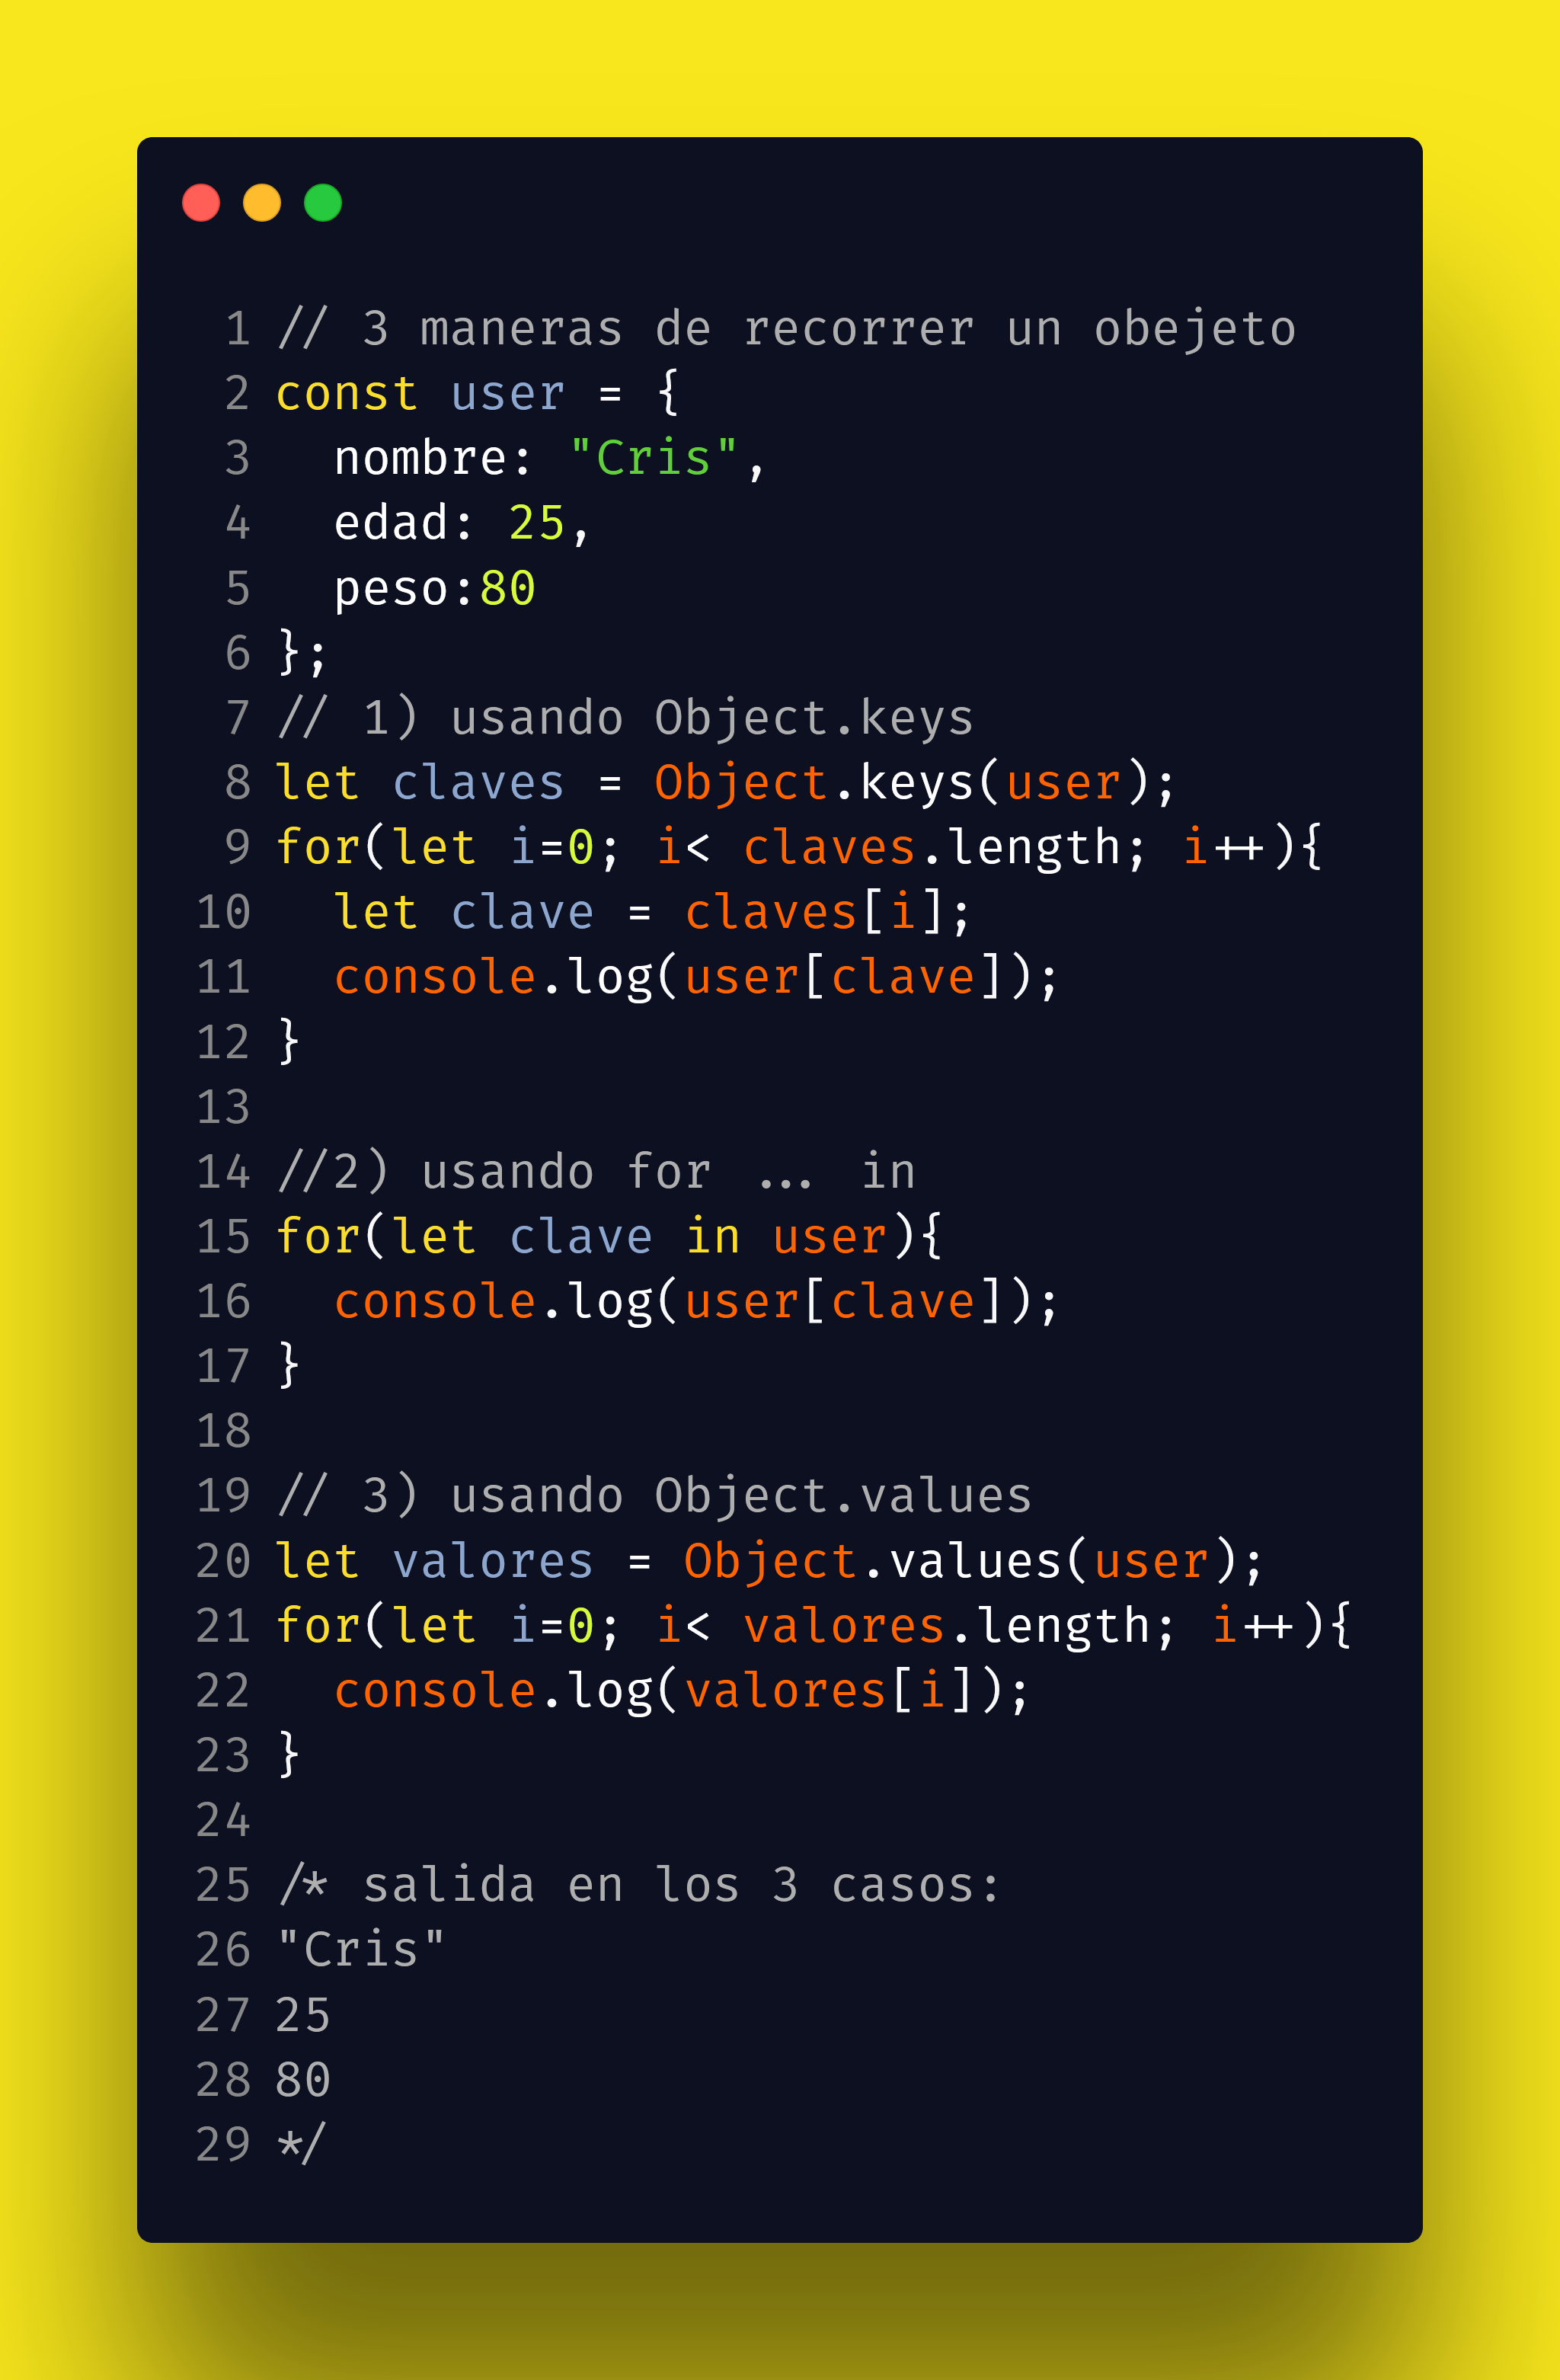 1 // 3 maneras de recorrer un obejeto
2 const user = {
3   nombre: "Cris",
4   edad: 25,
5   peso:80
6 };
7 // 1) usando Object.keys
8 let claves = Object.keys(user);
9 for(let i=0; i< claves.length; i++){
10   let clave = claves[i];
11   console.log(user[clave]);
12 }
13
14 //2) usando for ... in
15 for(let clave in user){
16   console.log(user[clave]);
17 }
18
19 // 3) usando Object.values
20 let valores = Object.values(user);
21 for(let i=0; i< valores.length; i++){
22   console.log(valores[i]);
23 }
24
25 /* salida en los 3 casos:
26 "Cris"
27 25
28 80
29 */